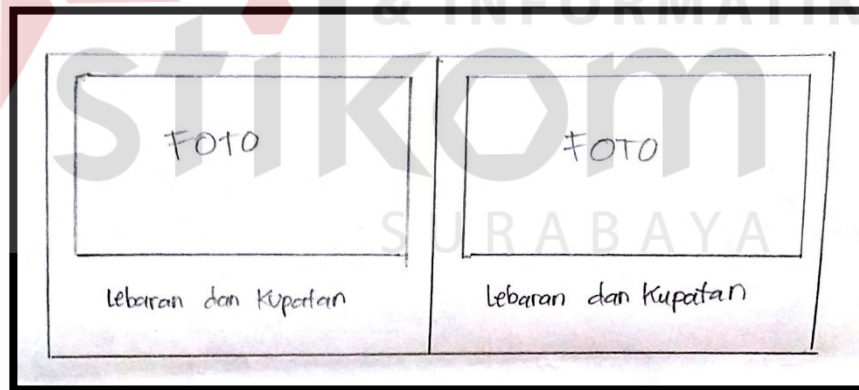 & INFORMATIK
stikom
SURABAYA
FOTO
FOTO
Lebaran dan Kupatan
Lebaran dan Kupatan